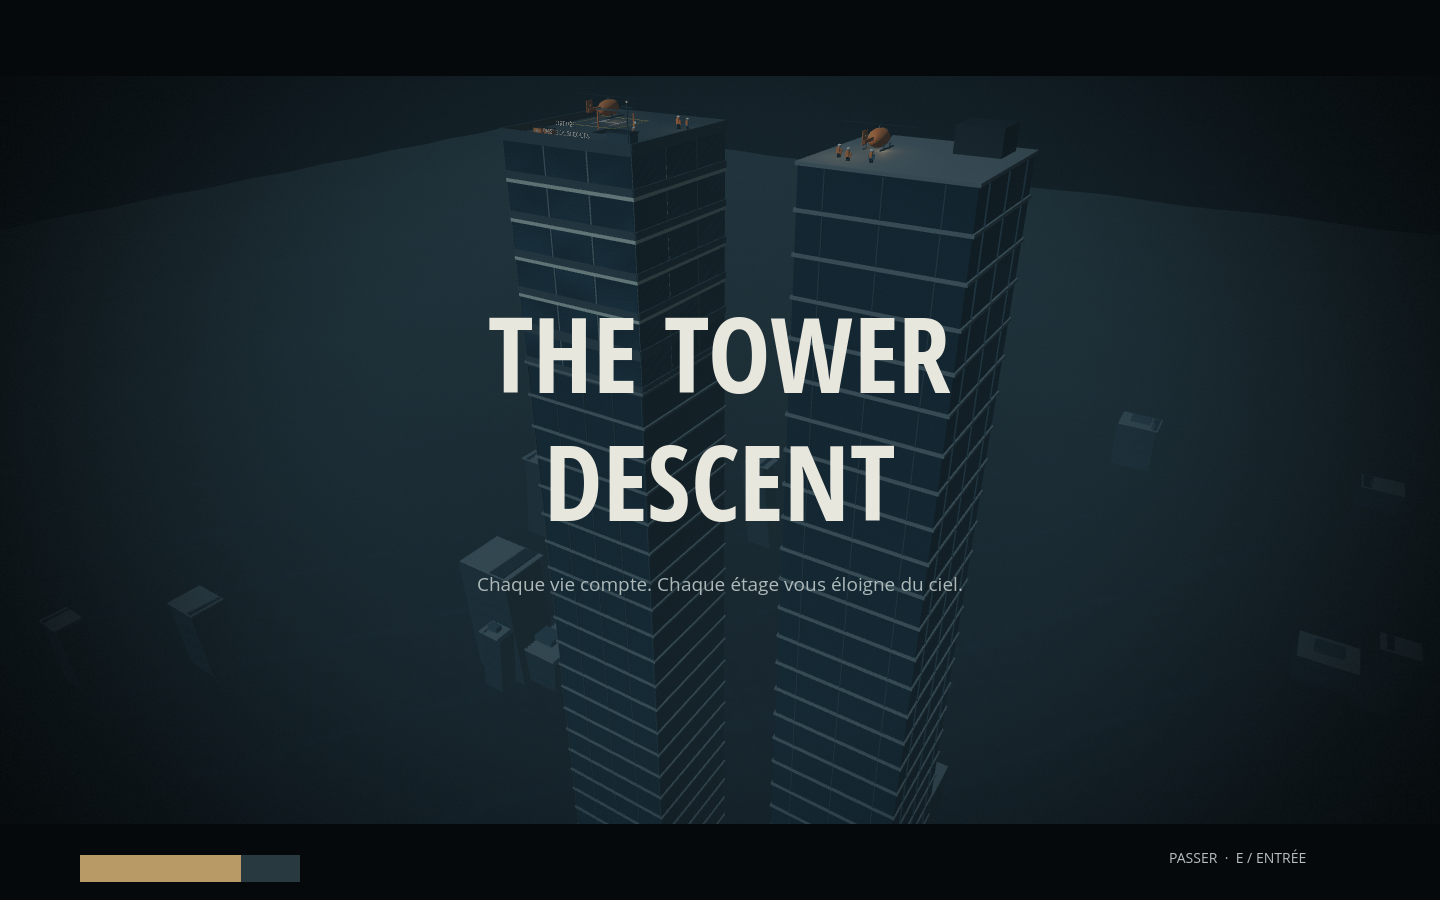 THE TOWER
DESCENT
Chaque vie compte. Chaque étage vous éloigne du ciel.
PASSER · E / ENTRÉE